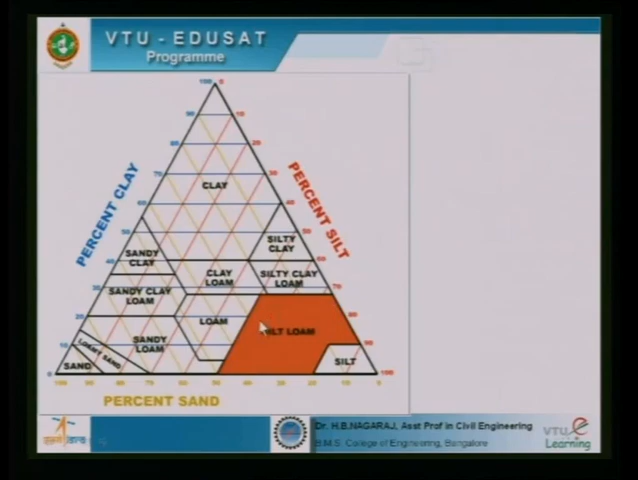 VTU - EDUSAT
Programme
PERCENT CLAY
PERCENT SILT
CLAY
SILTY
CLAY
SANDY
CLAY
CLAY
LOAM
SILTY CLAY
LOAM
SANDY CLAY
LOAM
LOAM
SILT LOAM
SANDY
LOAM
LOAMY SAND
SAND
SILT
PERCENT SAND
Dr. H.B.NAGARAJ, Asst Prof in Civil Engineering
B.M.S. College of Engineering, Bangalore
VTU e
Learning